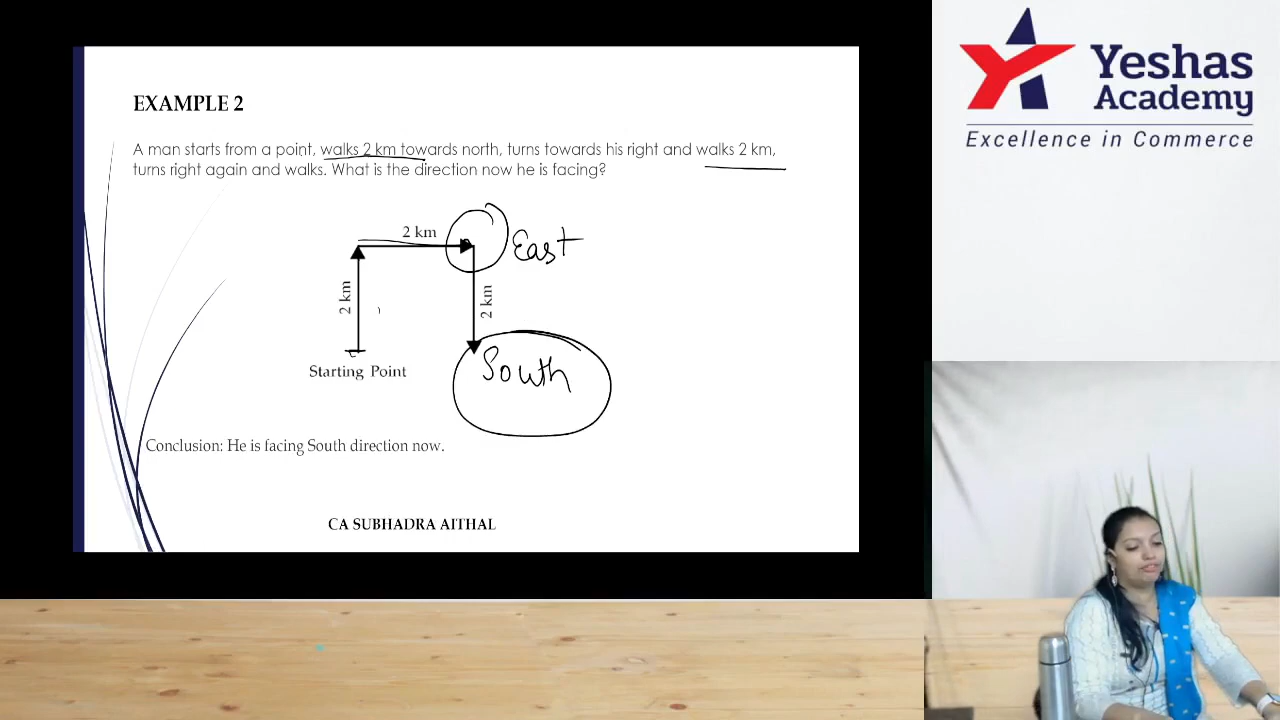 Yeshas
Academy
Excellence in Commerce
EXAMPLE 2
A man starts from a point, walks 2 km towards north, turns towards his right and walks 2 km,
turns right again and walks. What is the direction now he is facing?
2 km
East
2 km
2 km
South
Starting Point
Conclusion: He is facing South direction now.
CA SUBHADRA AITHAL